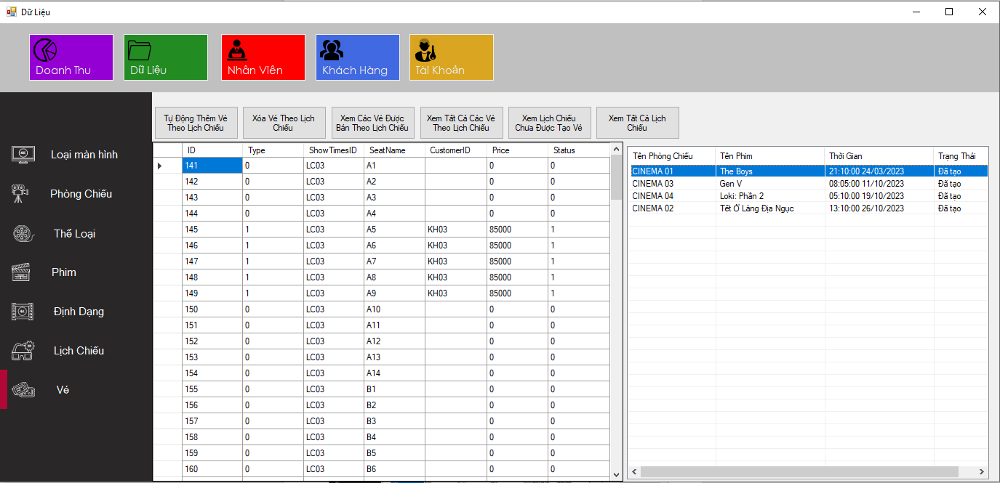 Dữ Liệu
Doanh Thu
Dữ Liệu
Nhân Viên
Khách Hàng
Tài Khoản
Loại màn hình
Phòng Chiếu
Thể Loại
Phim
Định Dạng
Lịch Chiếu
Vé
Tự Động Thêm Vé
Theo Lịch Chiếu
Xóa Vé Theo Lịch
Chiếu
Xem Các Vé Được
Bán Theo Lịch Chiếu
Xem Tất Cả Các Vé
Theo Lịch Chiếu
Xem Lịch Chiếu
Chưa Được Tạo Vé
Xem Tất Cả Lịch
Chiếu
ID Type ShowTimesID SeatName CustomerID Price Status
141 0 LC03 A1 0 0
142 0 LC03 A2 0 0
143 0 LC03 A3 0 0
144 0 LC03 A4 0 0
145 1 LC03 A5 KH03 85000 1
146 1 LC03 A6 KH03 85000 1
147 1 LC03 A7 KH03 85000 1
148 1 LC03 A8 KH03 85000 1
149 1 LC03 A9 KH03 85000 1
150 0 LC03 A10 0 0
151 0 LC03 A11 0 0
152 0 LC03 A12 0 0
153 0 LC03 A13 0 0
154 0 LC03 A14 0 0
155 0 LC03 B1 0 0
156 0 LC03 B2 0 0
157 0 LC03 B3 0 0
158 0 LC03 B4 0 0
159 0 LC03 B5 0 0
160 0 LC03 B6 0 0
Tên Phòng Chiếu Tên Phim Thời Gian Trạng Thái
CINEMA 01 The Boys 21:10:00 24/03/2023 Đã tạo
CINEMA 03 Gen V 08:05:00 11/10/2023 Đã tạo
CINEMA 04 Loki: Phần 2 05:10:00 19/10/2023 Đã tạo
CINEMA 02 Tết Ở Làng Địa Ngục 13:10:00 26/10/2023 Đã tạo